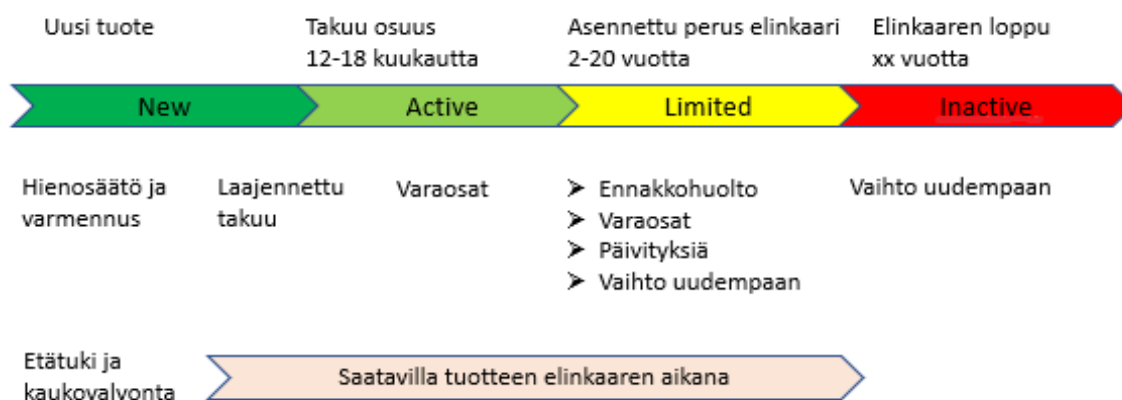 Uusi tuote
Takuu osuus
12-18 kuukautta
Asennettu perus elinkaari
2-20 vuotta
Elinkaaren loppu
xx vuotta
New
Active
Limited
Inactive
Hienosäätö ja
varmennus
Laajennettu
takuu
Varaosat
➤ Ennakkohuolto
➤ Varaosat
➤ Päivityksiä
➤ Vaihto uudempaan
Vaihto uudempaan
Etätuki ja
kaukovalvonta
Saatavilla tuotteen elinkaaren aikana